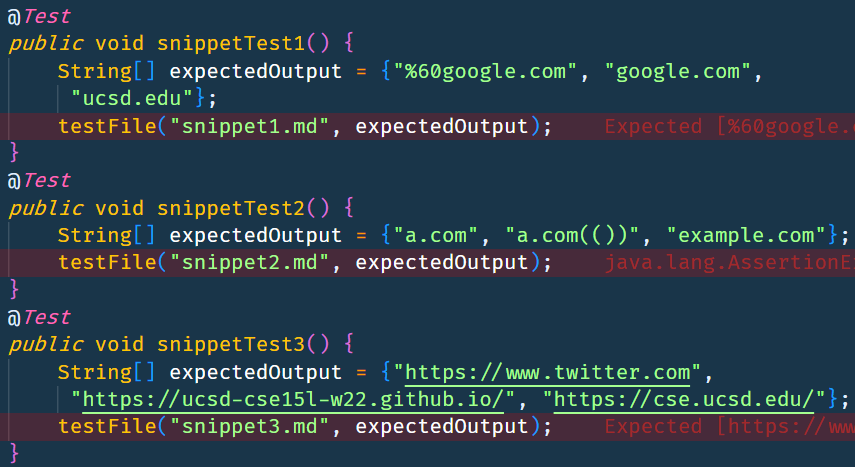 @Test
public void snippetTest1() {
String[] expectedOutput = {"%60google.com", "google.com",
"ucsd.edu"};
testFile("snippet1.md", expectedOutput); Expected [%60google.
}
@Test
public void snippetTest2() {
String[] expectedOutput = {"a.com", "a.com(())", "example.com"};
testFile("snippet2.md", expectedOutput); java.lang.AssertionE
}
@Test
public void snippetTest3() {
String[] expectedOutput = {"https://www.twitter.com",
"https://ucsd-cse15l-w22.github.io/", "https://cse.ucsd.edu/"};
testFile("snippet3.md", expectedOutput); Expected [https://ww
}